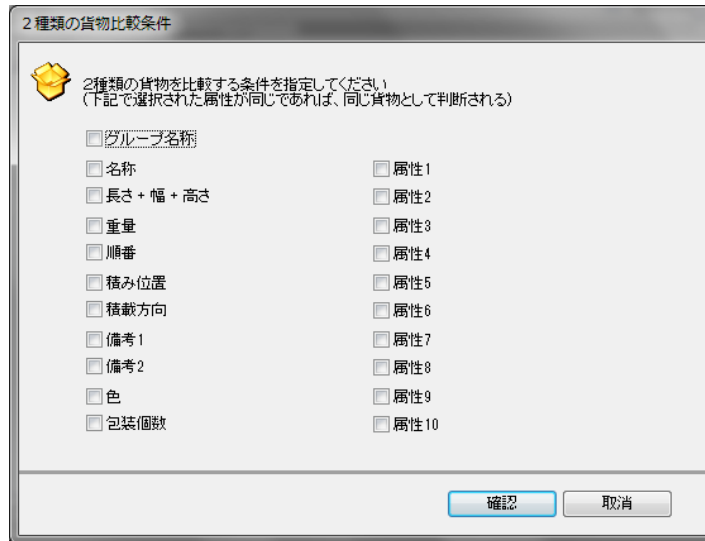 2種類の貨物比較条件
2種類の貨物を比較する条件を指定してください
(下記で選択された属性が同じであれば、同じ貨物として判断される)
グループ名称
名称
属性1
長さ + 幅 + 高さ
属性2
重量
属性3
順番
属性4
積み位置
属性5
積載方向
属性6
備考1
属性7
備考2
属性8
色
属性9
包装個数
属性10
確認
取消